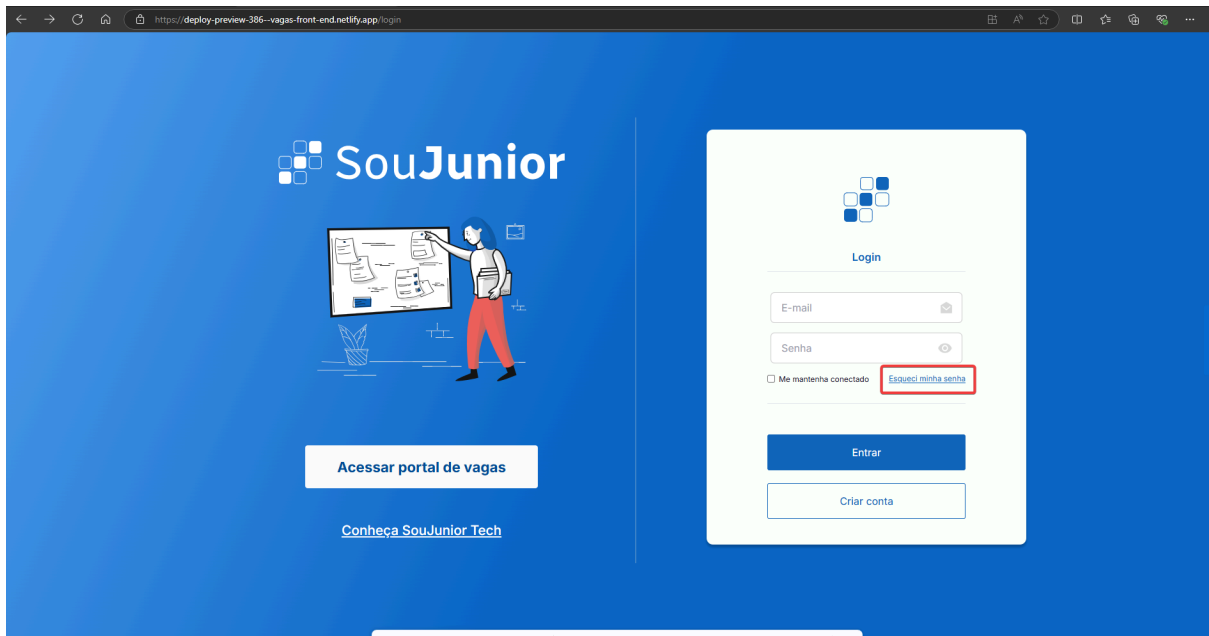 https://deploy-preview-386--vagas-front-end.netlify.app/login
SouJunior
Acessar portal de vagas
Conheça SouJunior Tech
Login
E-mail
Senha
Me mantenha conectado Esqueci minha senha
Entrar
Criar conta